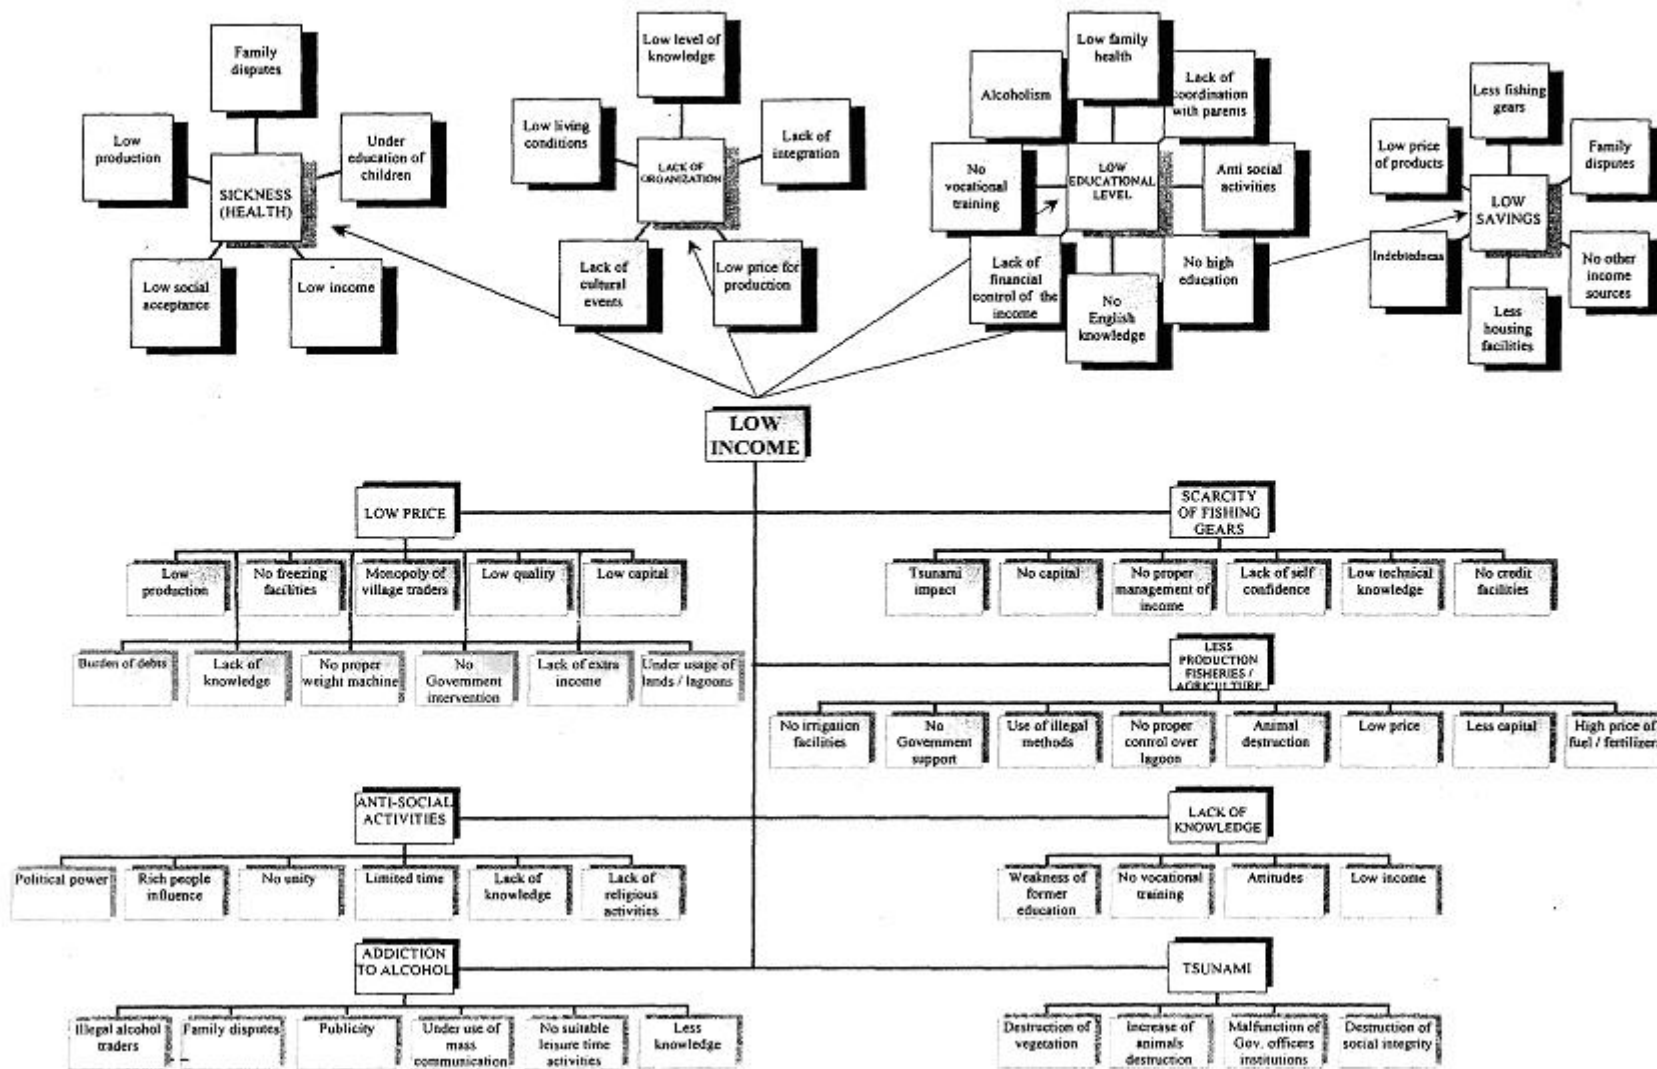 Family
disputes
Low
production
Under
education of
children
SICKNESS
(HEALTH)
Low social
acceptance
Low income
Low level of
knowledge
Low living
conditions
Lack of
integration
LACK OF
ORGANIZATION
Lack of
cultural
events
Low price for
production
Low family
health
Alcoholism
Lack of
coordination
with parents
No
vocational
training
LOW
EDUCATIONAL
LEVEL
Anti social
activities
Lack of
financial
control of the
income
No
English
knowledge
No high
education
Less fishing
gears
Low price
of products
Family
disputes
LOW
SAVINGS
Indebtedness
No other
income
sources
Less
housing
facilities
LOW
INCOME
LOW PRICE
Low
production
No freezing
facilities
Monopoly of
village traders
Low quality
Low capital
Burden of debts
Lack of
knowledge
No proper
weight machine
No
Government
intervention
Lack of extra
income
Under usage of
lands / lagoons
SCARCITY
OF FISHING
GEARS
Tsunami
impact
No capital
No proper
management of
income
Lack of self
confidence
Low technical
knowledge
No credit
facilities
LESS
PRODUCTION
FISHERIES /
AGRICULTURE
No irrigation
facilities
No
Government
support
Use of illegal
methods
No proper
control over
lagoon
Animal
destruction
Low price
Less capital
High price of
fuel / fertilizers
ANTI-SOCIAL
ACTIVITIES
Political power
Rich people
influence
No unity
Limited time
Lack of
knowledge
Lack of
religious
activities
LACK OF
KNOWLEDGE
Weakness of
former
education
No vocational
training
Attitudes
Low income
ADDICTION
TO ALCOHOL
Illegal alcohol
traders
Family disputes
Publicity
Under use of
mass
communication
No suitable
leisure time
activities
Less
knowledge
TSUNAMI
Destruction of
vegetation
Increase of
animals
destruction
Malfunction of
Gov. officers
institutions
Destruction of
social integrity